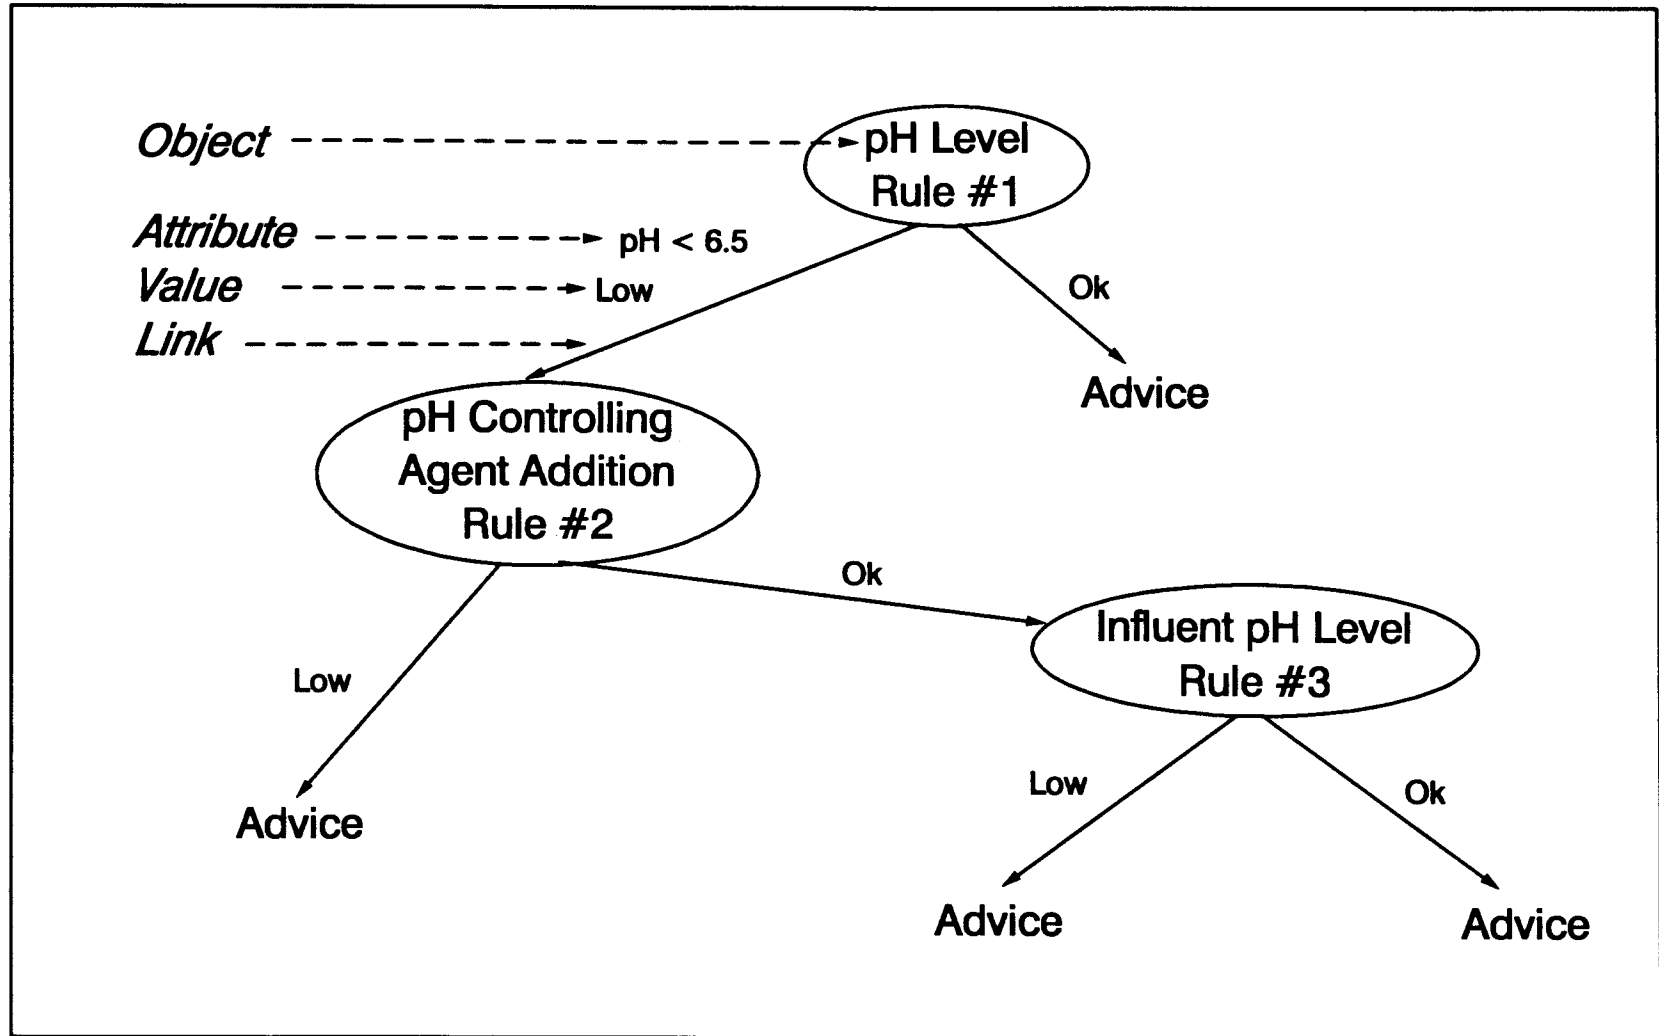 Object
pH Level
Rule #1
Attribute
pH < 6.5
Value
Low
Ok
Link
Advice
pH Controlling
Agent Addition
Rule #2
Ok
Influent pH Level
Rule #3
Low
Low
Ok
Advice
Advice
Advice